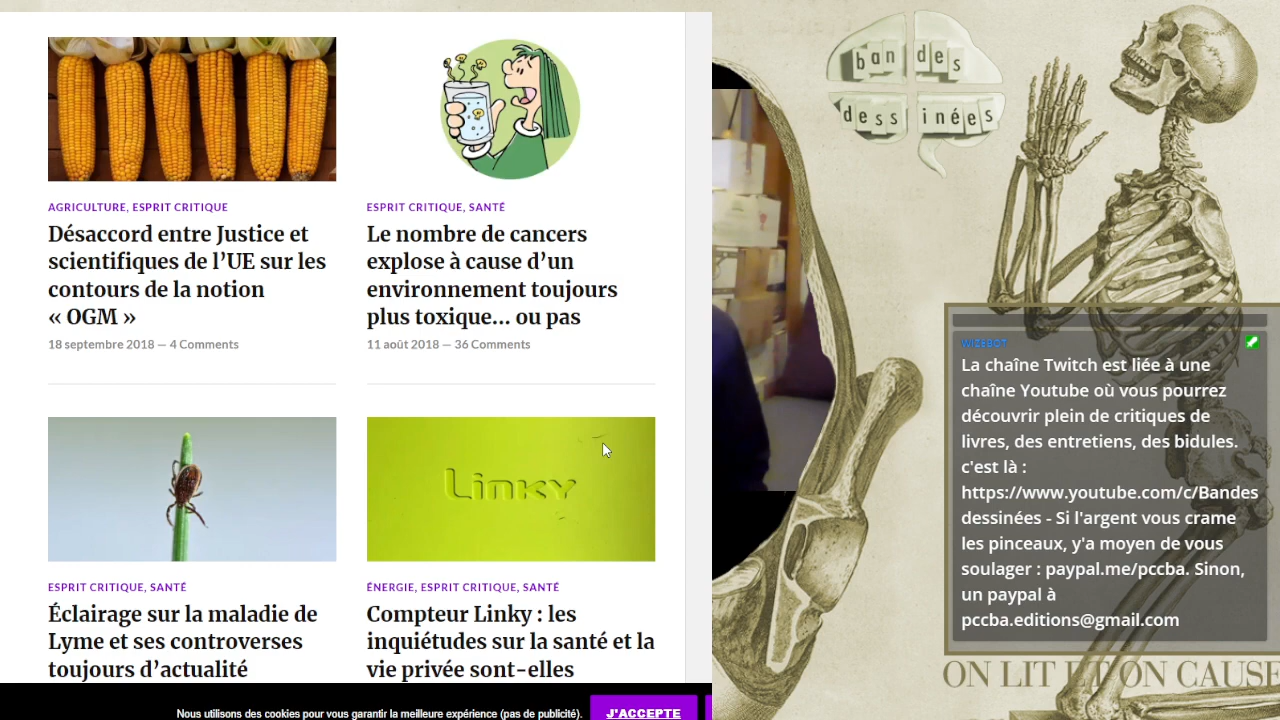 AGRICULTURE, ESPRIT CRITIQUE
Désaccord entre Justice et
scientifiques de l’UE sur les
contours de la notion
« OGM »
18 septembre 2018 — 4 Comments
ESPRIT CRITIQUE, SANTÉ
Le nombre de cancers
explose à cause d’un
environnement toujours
plus toxique… ou pas
11 août 2018 — 36 Comments
Linky
ESPRIT CRITIQUE, SANTÉ
Éclairage sur la maladie de
Lyme et ses controverses
toujours d’actualité
ÉNERGIE, ESPRIT CRITIQUE, SANTÉ
Compteur Linky : les
inquiétudes sur la santé et la
vie privée sont-elles
Nous utilisons des cookies pour vous garantir la meilleure expérience (pas de publicité).
J'ACCEPTE
ban des
dess inées
WIZEBOT
La chaîne Twitch est liée à une
chaîne Youtube où vous pourrez
découvrir plein de critiques de
livres, des entretiens, des bidules.
c'est là :
https://www.youtube.com/c/Bandes
dessinées - Si l'argent vous crame
les pinceaux, y'a moyen de vous
soulager : paypal.me/pccba. Sinon,
un paypal à
pccba.editions@gmail.com
ON LIT ET ON CAUSE